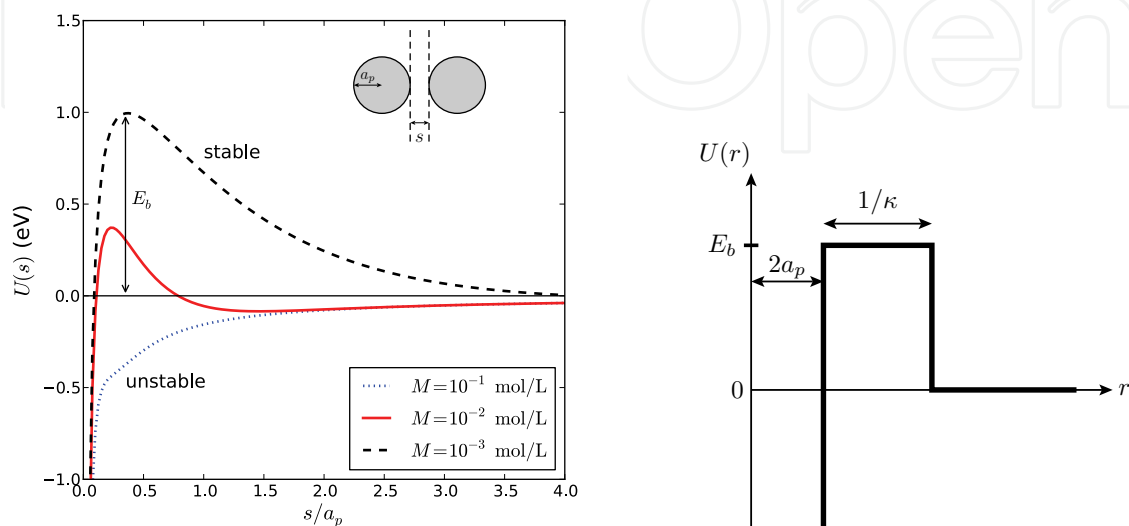 Open
1.5
1.0
0.5
0.0
−0.5
−1.0
U(s) (eV)
0.0 0.5 1.0 1.5 2.0 2.5 3.0 3.5 4.0
s/a_p
a_p
s
stable
E_b
unstable
M=10^{-1} mol/L
M=10^{-2} mol/L
M=10^{-3} mol/L
U(r)
1/κ
E_b
2a_p
0
r